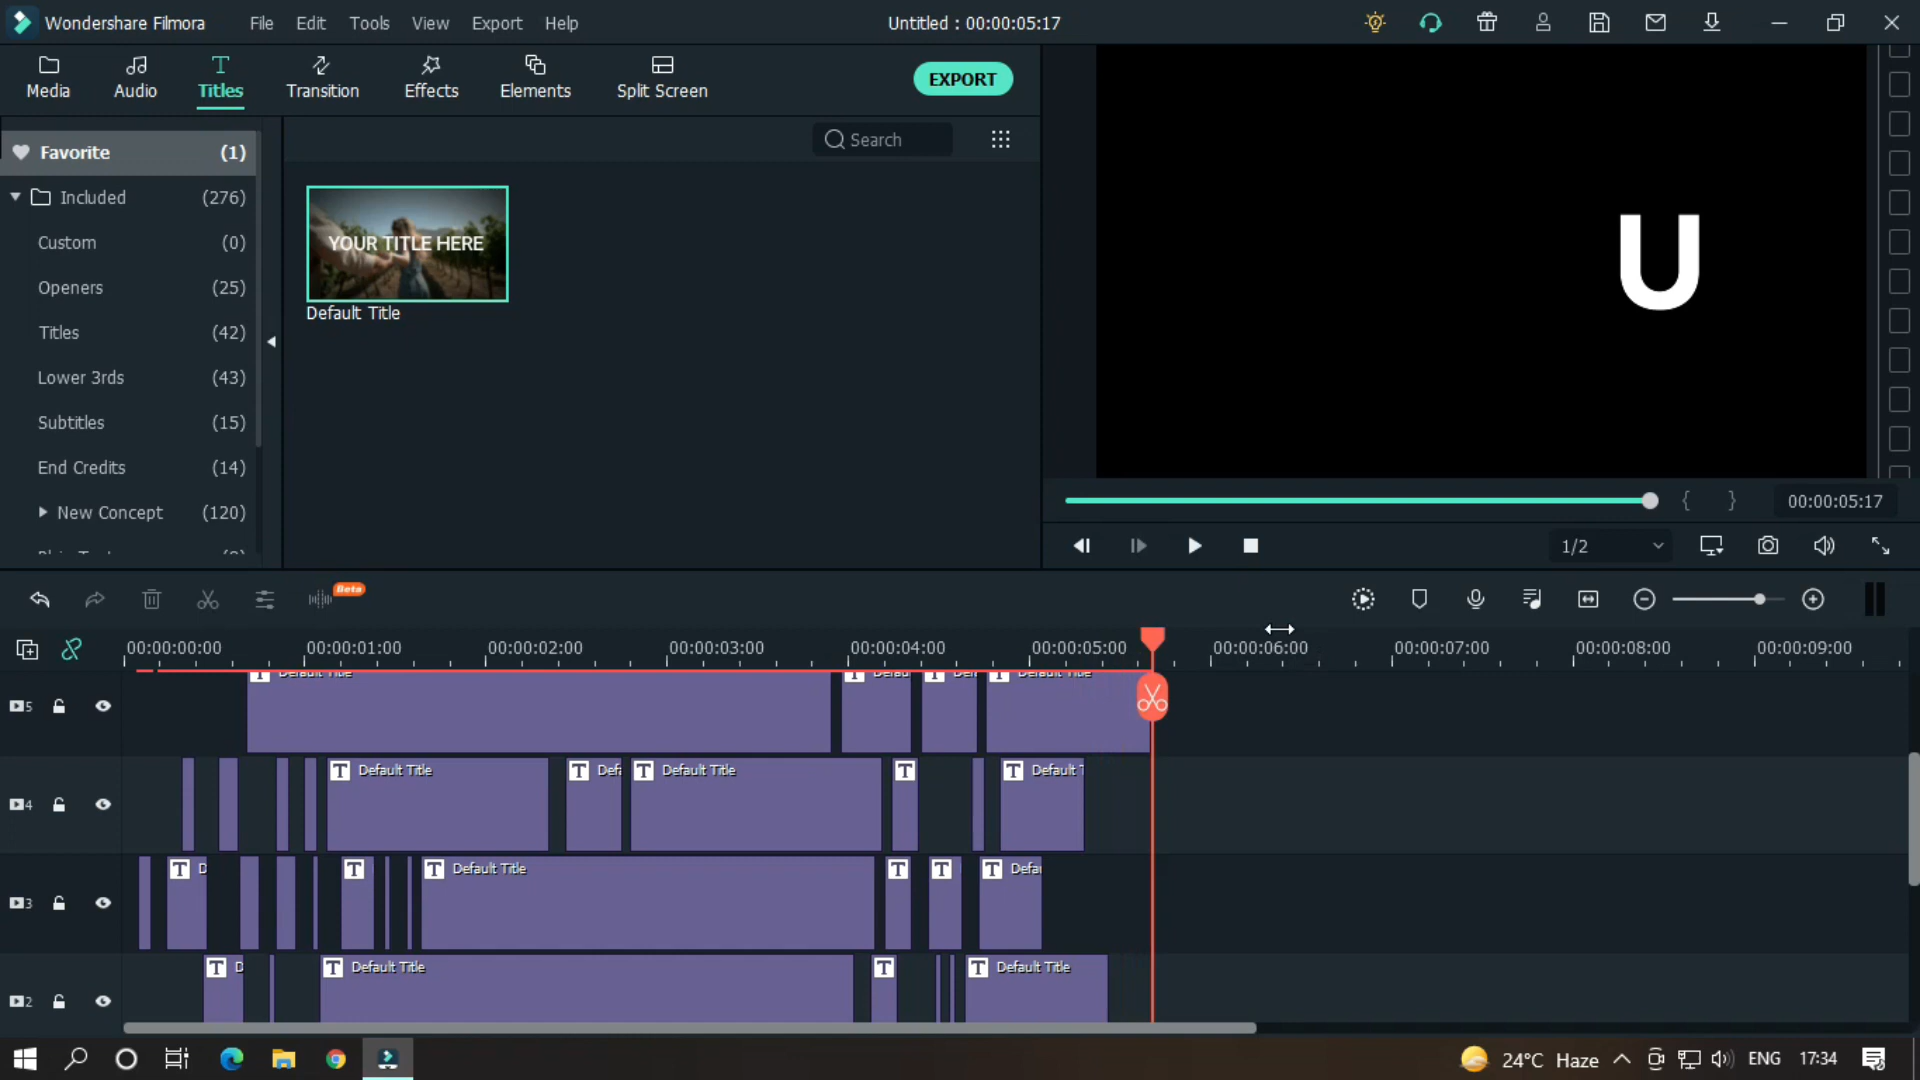 Wondershare Filmora File Edit Tools View Export Help Untitled : 00:00:05:17
Media Audio Titles Transition Effects Elements Split Screen EXPORT
Favorite (1)
Search
Included (276)
Custom (0)
Openers (25)
Titles (42)
Lower 3rds (43)
Subtitles (15)
End Credits (14)
New Concept (120)
YOUR TITLE HERE
Default Title
U
{ } 00:00:05:17
1/2
Beta
00:00:00:00 00:00:01:00 00:00:02:00 00:00:03:00 00:00:04:00 00:00:05:00 00:00:06:00 00:00:07:00 00:00:08:00 00:00:09:00
5 Default Title Defau Def Default Title
4 T Default Title T Defa T Default Title T T Default T
3 T D T T Default Title T T T Defau
2 T D T Default Title T T Default Title
24°C Haze ENG 17:34